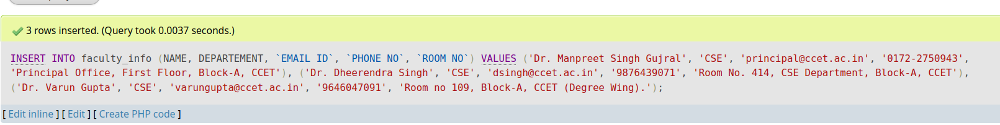 3 rows inserted. (Query took 0.0037 seconds.)
INSERT INTO faculty_info (NAME, DEPARTEMENT, `EMAIL ID`, `PHONE NO`, `ROOM NO`) VALUES ('Dr. Manpreet Singh Gujral', 'CSE', 'principal@ccet.ac.in', '0172-2750943',
'Principal Office, First Floor, Block-A, CCET'), ('Dr. Dheerendra Singh', 'CSE', 'dsingh@ccet.ac.in', '9876439071', 'Room No. 414, CSE Department, Block-A, CCET'),
('Dr. Varun Gupta', 'CSE', 'varungupta@ccet.ac.in', '9646047091', 'Room no 109, Block-A, CCET (Degree Wing).');
[ Edit inline ] [ Edit ] [ Create PHP code ]